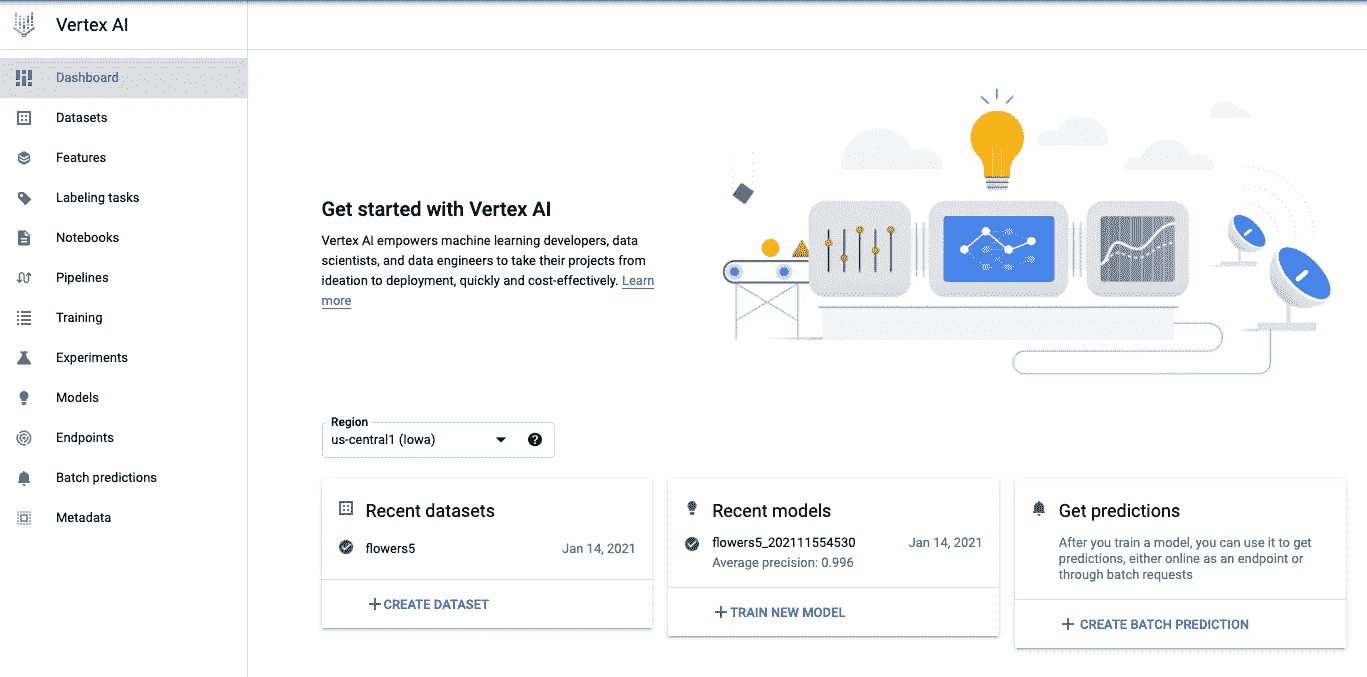 Vertex AI
Dashboard
Datasets
Features
Labeling tasks
Notebooks
Pipelines
Training
Experiments
Models
Endpoints
Batch predictions
Metadata
Get started with Vertex AI
Vertex AI empowers machine learning developers, data
scientists, and data engineers to take their projects from
ideation to deployment, quickly and cost-effectively. Learn
more
Region
us-central1 (Iowa)
?
Recent datasets
flowers5 Jan 14, 2021
+ CREATE DATASET
Recent models
flowers5_202111554530 Jan 14, 2021
Average precision: 0.996
+ TRAIN NEW MODEL
Get predictions
After you train a model, you can use it to get
predictions, either online as an endpoint or
through batch requests
+ CREATE BATCH PREDICTION